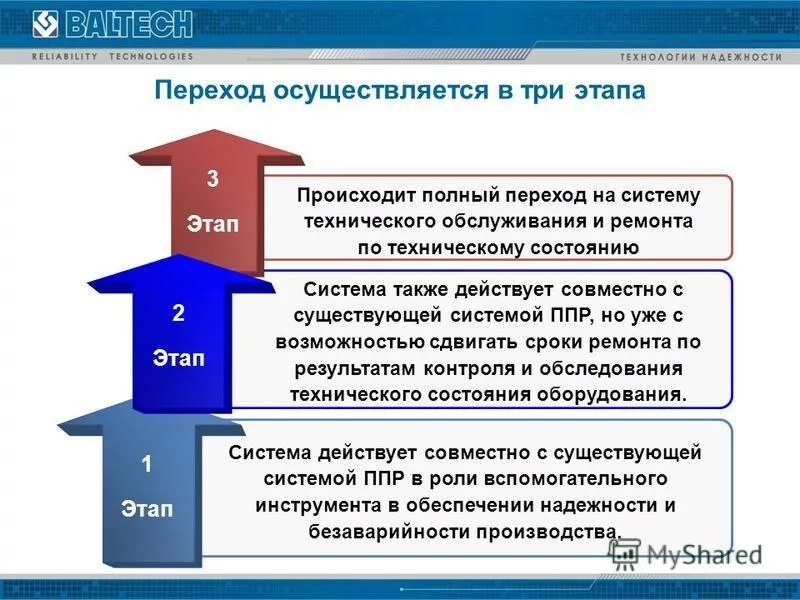 BALTECH
RELIABILITY TECHNOLOGIES
ТЕХНОЛОГИИ НАДЕЖНОСТИ
Переход осуществляется в три этапа
3
Этап
Происходит полный переход на систему
технического обслуживания и ремонта
по техническому состоянию
2
Этап
Система также действует совместно с
существующей системой ППР, но уже с
возможностью сдвигать сроки ремонта по
результатам контроля и обследования
технического состояния оборудования.
1
Этап
Система действует совместно с существующей
системой ППР в роли вспомогательного
инструмента в обеспечении надежности и
безаварийности производства.
MyShared